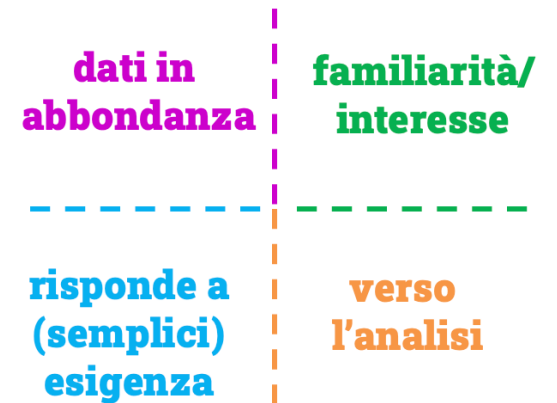 dati in
abbondanza
familiarità/
interesse
risponde a
(semplici)
esigenza
verso
l'analisi